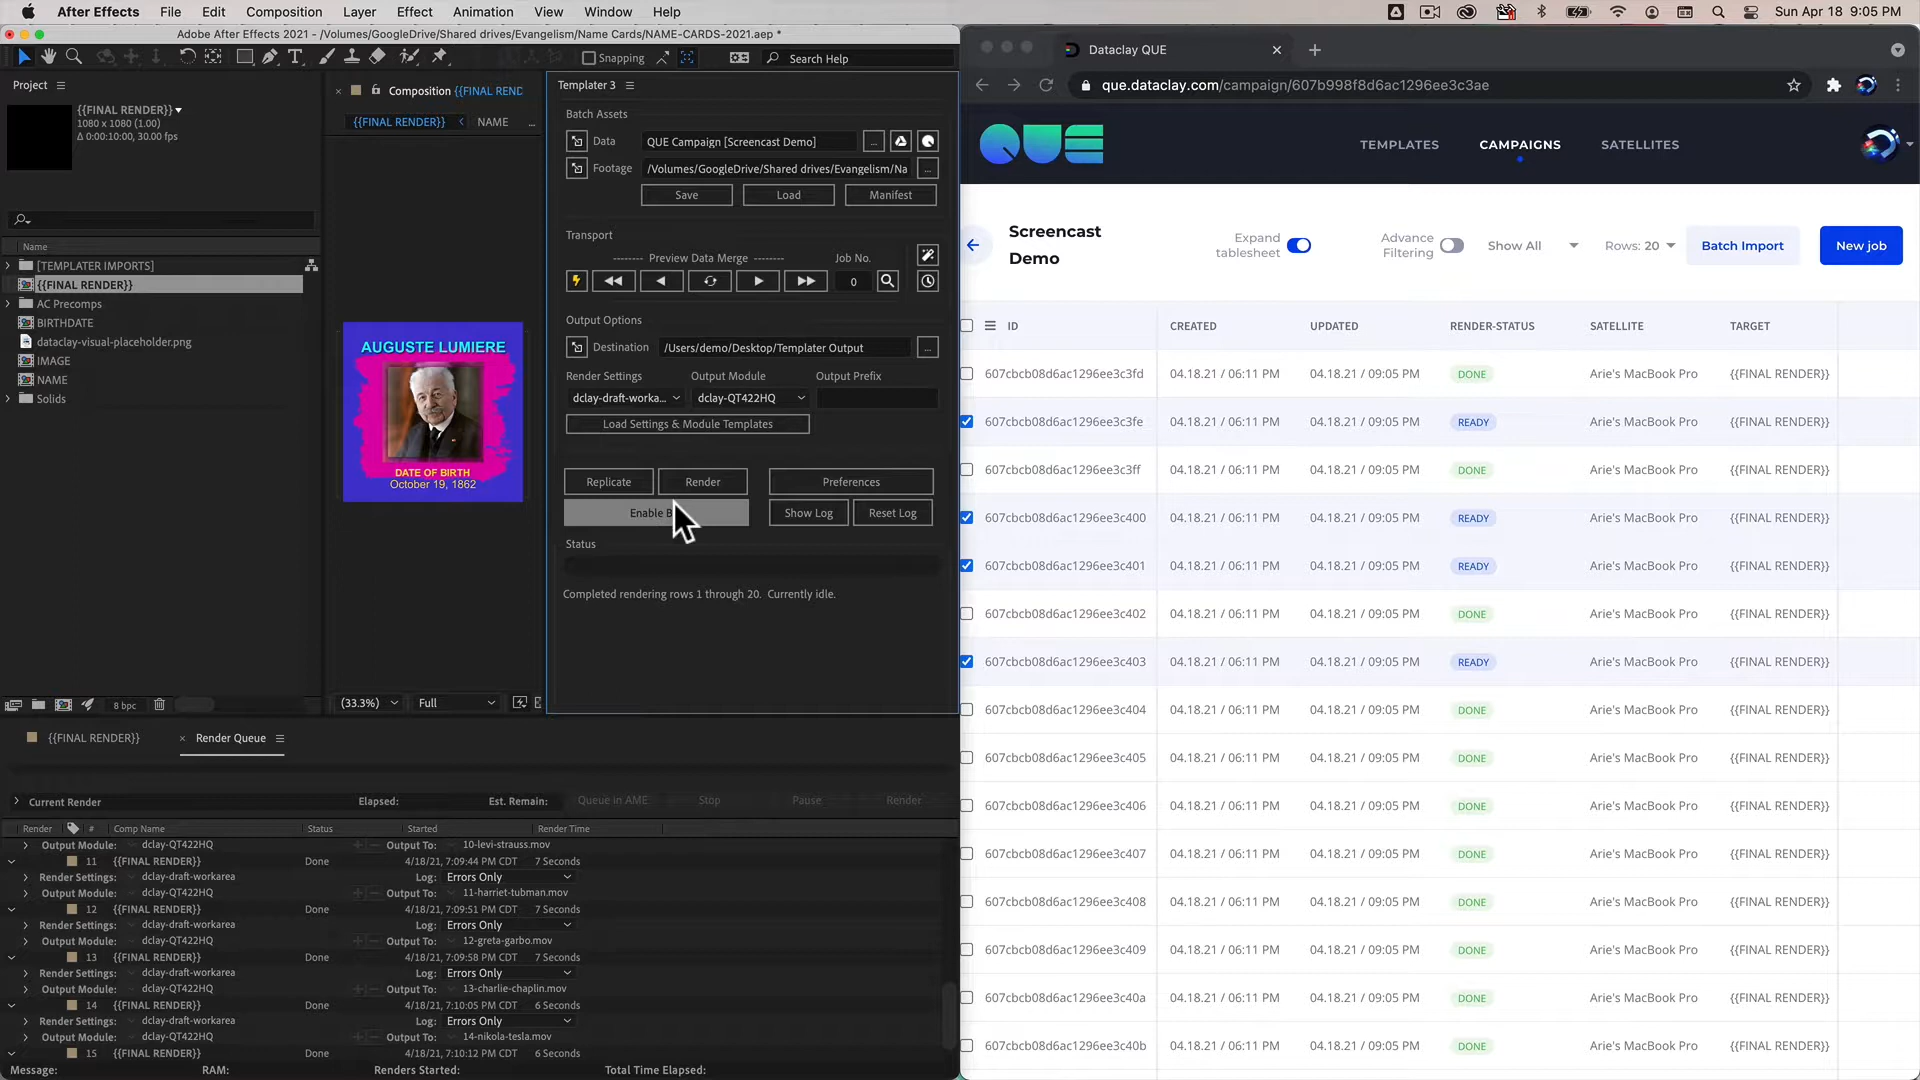 After Effects File Edit Composition Layer Effect Animation View Window Help Sun Apr 18 9:05 PM
Adobe After Effects 2021 - /Volumes/GoogleDrive/Shared drives/Evangelism/Name Cards/NAME-CARDS-2021.aep *
Snapping Search Help
Project
{{FINAL RENDER}}
1080 x 1080 (1.00)
Δ 0:00:10:00, 30.00 fps
Name
[TEMPLATER IMPORTS]
{{FINAL RENDER}}
AC Precomps
BIRTHDATE
dataclay-visual-placeholder.png
IMAGE
NAME
Solids
8 bpc
Composition {{FINAL REND
{{FINAL RENDER}} < NAME ...
AUGUSTE LUMIERE
DATE OF BIRTH
October 19, 1862
(33.3%) Full
Templater 3
Batch Assets
Data QUE Campaign [Screencast Demo] ...
Footage /Volumes/GoogleDrive/Shared drives/Evangelism/Na ...
Save Load Manifest
Transport
-------- Preview Data Merge -------- Job No.
0
Output Options
Destination /Users/demo/Desktop/Templater Output ...
Render Settings Output Module Output Prefix
dclay-draft-worka... dclay-QT422HQ
Load Settings & Module Templates
Replicate Render Preferences
Enable B Show Log Reset Log
Status
Completed rendering rows 1 through 20. Currently idle.
{{FINAL RENDER}} × Render Queue
Current Render Elapsed: Est. Remain: Queue in AME Stop Pause Render
Render # Comp Name Status Started Render Time
Output Module: dclay-QT422HQ Output To: 10-levi-strauss.mov
11 {{FINAL RENDER}} Done 4/18/21, 7:09:44 PM CDT 7 Seconds
Render Settings: dclay-draft-workarea Log: Errors Only
Output Module: dclay-QT422HQ Output To: 11-harriet-tubman.mov
12 {{FINAL RENDER}} Done 4/18/21, 7:09:51 PM CDT 7 Seconds
Render Settings: dclay-draft-workarea Log: Errors Only
Output Module: dclay-QT422HQ Output To: 12-greta-garbo.mov
13 {{FINAL RENDER}} Done 4/18/21, 7:09:58 PM CDT 7 Seconds
Render Settings: dclay-draft-workarea Log: Errors Only
Output Module: dclay-QT422HQ Output To: 13-charlie-chaplin.mov
14 {{FINAL RENDER}} Done 4/18/21, 7:10:05 PM CDT 6 Seconds
Render Settings: dclay-draft-workarea Log: Errors Only
Output Module: dclay-QT422HQ Output To: 14-nikola-tesla.mov
15 {{FINAL RENDER}} Done 4/18/21, 7:10:12 PM CDT 6 Seconds
Message: RAM: Renders Started: Total Time Elapsed:
Dataclay QUE
que.dataclay.com/campaign/607b998f8d6ac1296ee3c3ae
QUE TEMPLATES CAMPAIGNS SATELLITES
Screencast Demo Expand tablesheet Advance Filtering Show All Rows: 20 Batch Import New job
ID CREATED UPDATED RENDER-STATUS SATELLITE TARGET
607cbcb08d6ac1296ee3c3fd 04.18.21 / 06:11 PM 04.18.21 / 09:05 PM DONE Arie's MacBook Pro {{FINAL RENDER}}
607cbcb08d6ac1296ee3c3fe 04.18.21 / 06:11 PM 04.18.21 / 09:05 PM READY Arie's MacBook Pro {{FINAL RENDER}}
607cbcb08d6ac1296ee3c3ff 04.18.21 / 06:11 PM 04.18.21 / 09:05 PM DONE Arie's MacBook Pro {{FINAL RENDER}}
607cbcb08d6ac1296ee3c400 04.18.21 / 06:11 PM 04.18.21 / 09:05 PM READY Arie's MacBook Pro {{FINAL RENDER}}
607cbcb08d6ac1296ee3c401 04.18.21 / 06:11 PM 04.18.21 / 09:05 PM READY Arie's MacBook Pro {{FINAL RENDER}}
607cbcb08d6ac1296ee3c402 04.18.21 / 06:11 PM 04.18.21 / 09:05 PM DONE Arie's MacBook Pro {{FINAL RENDER}}
607cbcb08d6ac1296ee3c403 04.18.21 / 06:11 PM 04.18.21 / 09:05 PM READY Arie's MacBook Pro {{FINAL RENDER}}
607cbcb08d6ac1296ee3c404 04.18.21 / 06:11 PM 04.18.21 / 09:05 PM DONE Arie's MacBook Pro {{FINAL RENDER}}
607cbcb08d6ac1296ee3c405 04.18.21 / 06:11 PM 04.18.21 / 09:05 PM DONE Arie's MacBook Pro {{FINAL RENDER}}
607cbcb08d6ac1296ee3c406 04.18.21 / 06:11 PM 04.18.21 / 09:05 PM DONE Arie's MacBook Pro {{FINAL RENDER}}
607cbcb08d6ac1296ee3c407 04.18.21 / 06:11 PM 04.18.21 / 09:05 PM DONE Arie's MacBook Pro {{FINAL RENDER}}
607cbcb08d6ac1296ee3c408 04.18.21 / 06:11 PM 04.18.21 / 09:05 PM DONE Arie's MacBook Pro {{FINAL RENDER}}
607cbcb08d6ac1296ee3c409 04.18.21 / 06:11 PM 04.18.21 / 09:05 PM DONE Arie's MacBook Pro {{FINAL RENDER}}
607cbcb08d6ac1296ee3c40a 04.18.21 / 06:11 PM 04.18.21 / 09:05 PM DONE Arie's MacBook Pro {{FINAL RENDER}}
607cbcb08d6ac1296ee3c40b 04.18.21 / 06:11 PM 04.18.21 / 09:05 PM DONE Arie's MacBook Pro {{FINAL RENDER}}